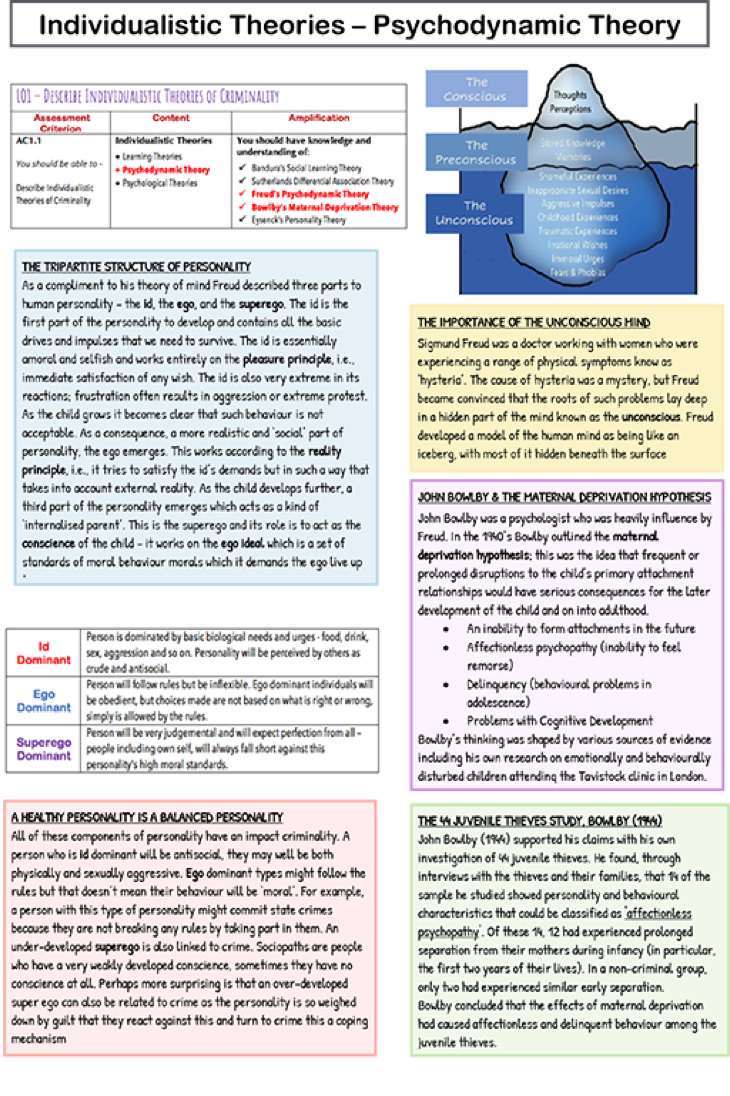 Individualistic Theories – Psychodynamic Theory
LO1 – Describe Individualistic Theories of Criminality
Assessment
Criterion
Content
Amplification
AC1.1
You should be able to -
Describe Individualistic
Theories of Criminality
Individualistic Theories
• Learning Theories
• Psychodynamic Theory
• Psychological Theories
You should have knowledge and
understanding of:
✓ Bandura's Social Learning Theory
✓ Sutherlands Differential Association Theory
✓ Freud's Psychodynamic Theory
✓ Bowlby's Maternal Deprivation Theory
✓ Eysenck's Personality Theory
The
Conscious
Thoughts
Perceptions
The
Preconscious
Stored Knowledge
Memories
The
Unconscious
Shameful Experiences
Inappropriate Sexual Desires
Aggressive Impulses
Childhood Experiences
Traumatic Experiences
Irrational Wishes
Immoral Urges
Fears & Phobias
THE TRIPARTITE STRUCTURE OF PERSONALITY
As a compliment to his theory of mind Freud described three parts to
human personality – the id, the ego, and the superego. The id is the
first part of the personality to develop and contains all the basic
drives and impulses that we need to survive. The id is essentially
amoral and selfish and works entirely on the pleasure principle, i.e.,
immediate satisfaction of any wish. The id is also very extreme in its
reactions; frustration often results in aggression or extreme protest.
As the child grows it becomes clear that such behaviour is not
acceptable. As a consequence, a more realistic and 'social' part of
personality, the ego emerges. This works according to the reality
principle, i.e., it tries to satisfy the id's demands but in such a way that
takes into account external reality. As the child develops further, a
third part of the personality emerges which acts as a kind of
'internalised parent'. This is the superego and its role is to act as the
conscience of the child – it works on the ego ideal which is a set of
standards of moral behaviour morals which it demands the ego live up
Id
Dominant
Person is dominated by basic biological needs and urges - food, drink,
sex, aggression and so on. Personality will be perceived by others as
crude and antisocial.
Ego
Dominant
Person will follow rules but be inflexible. Ego dominant individuals will
be obedient, but choices made are not based on what is right or wrong,
simply is allowed by the rules.
Superego
Dominant
Person will be very judgemental and will expect perfection from all –
people including own self, will always fall short against this
personality's high moral standards.
A HEALTHY PERSONALITY IS A BALANCED PERSONALITY
All of these components of personality have an impact criminality. A
person who is Id dominant will be antisocial, they may well be both
physically and sexually aggressive. Ego dominant types might follow the
rules but that doesn't mean their behaviour will be 'moral'. For example,
a person with this type of personality might commit state crimes
because they are not breaking any rules by taking part in them. An
under-developed superego is also linked to crime. Sociopaths are people
who have a very weakly developed conscience, sometimes they have no
conscience at all. Perhaps more surprising is that an over-developed
super ego can also be related to crime as the personality is so weighed
down by guilt that they react against this and turn to crime this a coping
mechanism
THE IMPORTANCE OF THE UNCONSCIOUS MIND
Sigmund Freud was a doctor working with women who were
experiencing a range of physical symptoms know as
'hysteria'. The cause of hysteria was a mystery, but Freud
became convinced that the roots of such problems lay deep
in a hidden part of the mind known as the unconscious. Freud
developed a model of the human mind as being like an
iceberg, with most of it hidden beneath the surface
JOHN BOWLBY & THE MATERNAL DEPRIVATION HYPOTHESIS
John Bowlby was a psychologist who was heavily influence by
Freud. In the 1940's Bowlby outlined the maternal
deprivation hypothesis; this was the idea that frequent or
prolonged disruptions to the child's primary attachment
relationships would have serious consequences for the later
development of the child and on into adulthood.
• An inability to form attachments in the future
• Affectionless psychopathy (inability to feel
remorse)
• Delinquency (behavioural problems in
adolescence)
• Problems with Cognitive Development
Bowlby's thinking was shaped by various sources of evidence
including his own research on emotionally and behaviourally
disturbed children attending the Tavistock clinic in London.
THE 44 JUVENILE THIEVES STUDY, BOWLBY (1944)
John Bowlby (1944) supported his claims with his own
investigation of 44 juvenile thieves. He found, through
interviews with the thieves and their families, that 14 of the
sample he studied showed personality and behavioural
characteristics that could be classified as 'affectionless
psychopathy'. Of these 14, 12 had experienced prolonged
separation from their mothers during infancy (in particular,
the first two years of their lives). In a non-criminal group,
only two had experienced similar early separation.
Bowlby concluded that the effects of maternal deprivation
had caused affectionless and delinquent behaviour among the
juvenile thieves.